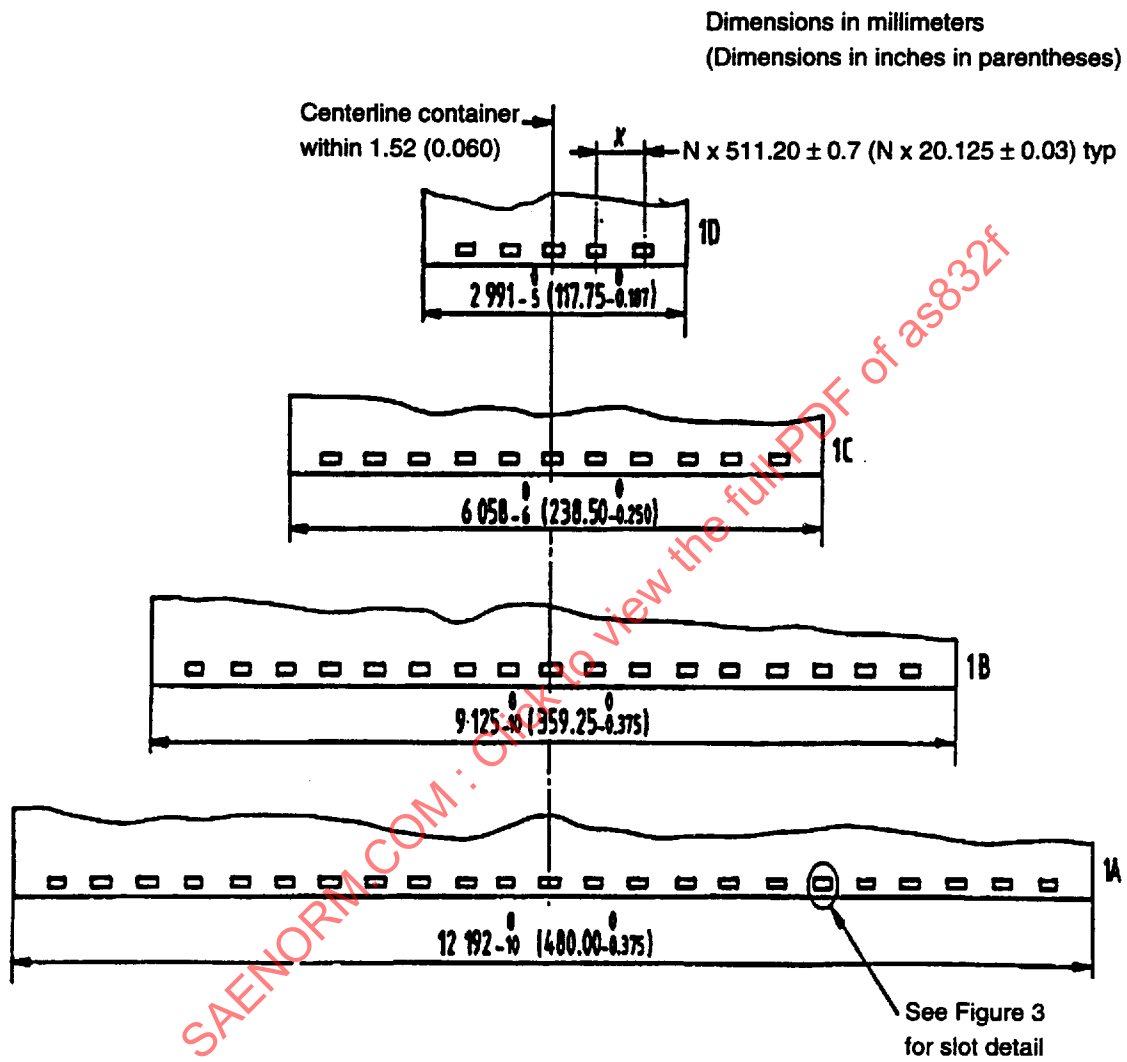 Dimensions in millimeters
(Dimensions in inches in parentheses)
Centerline container
within 1.52 (0.060)
X
N x 511.20 ± 0.7 (N x 20.125 ± 0.03) typ
1D
2 991 0 -5 (117.75 0 -0.187)
1C
6 058 0 -6 (238.50 0 -0.250)
1B
9 125 0 -10 (359.25 0 -0.375)
1A
12 192 0 -10 (480.00 0 -0.375)
See Figure 3
for slot detail
SAENORM.COM : Click to view the full PDF of as832f